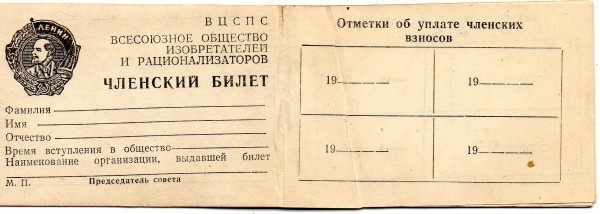 ЛЕНИН
ВЦСПС
ВСЕСОЮЗНОЕ ОБЩЕСТВО
ИЗОБРЕТАТЕЛЕЙ
И РАЦИОНАЛИЗАТОРОВ
ЧЛЕНСКИЙ БИЛЕТ
Фамилия
Имя
Отчество
Время вступления в общество
Наименование организации, выдавшей билет
М. П. Председатель совета
Отметки об уплате членских
взносов
19 19
19 19